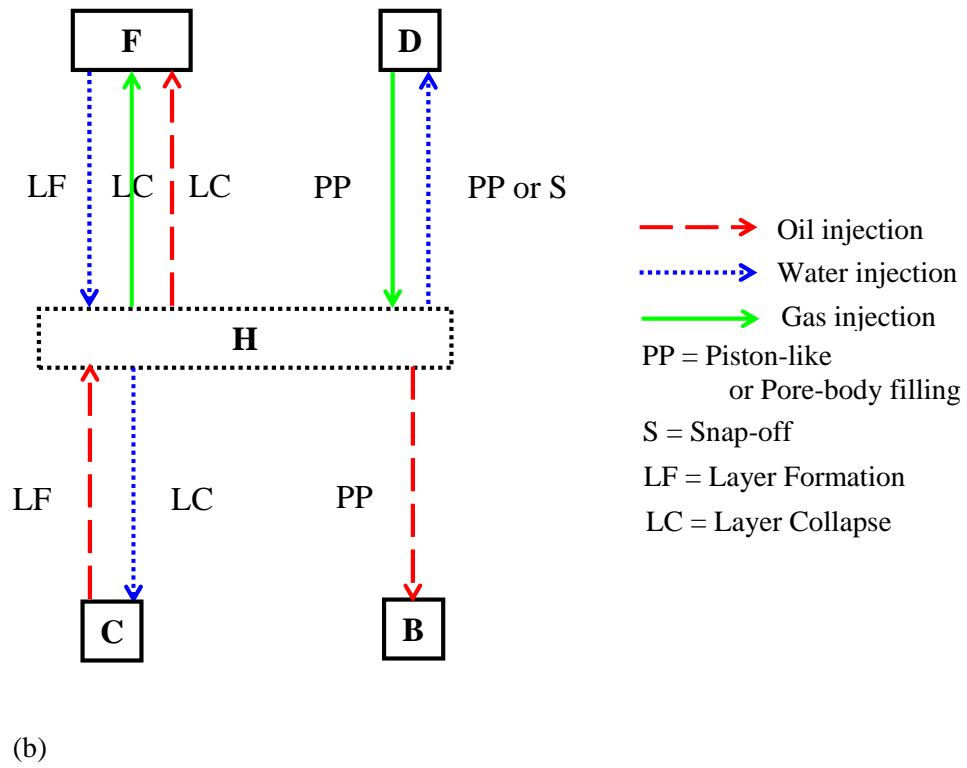 F
D
LF
LC
LC
PP
PP or S
H
LF
LC
PP
C
B
Oil injection
Water injection
Gas injection
PP = Piston-like
or Pore-body filling
S = Snap-off
LF = Layer Formation
LC = Layer Collapse
(b)